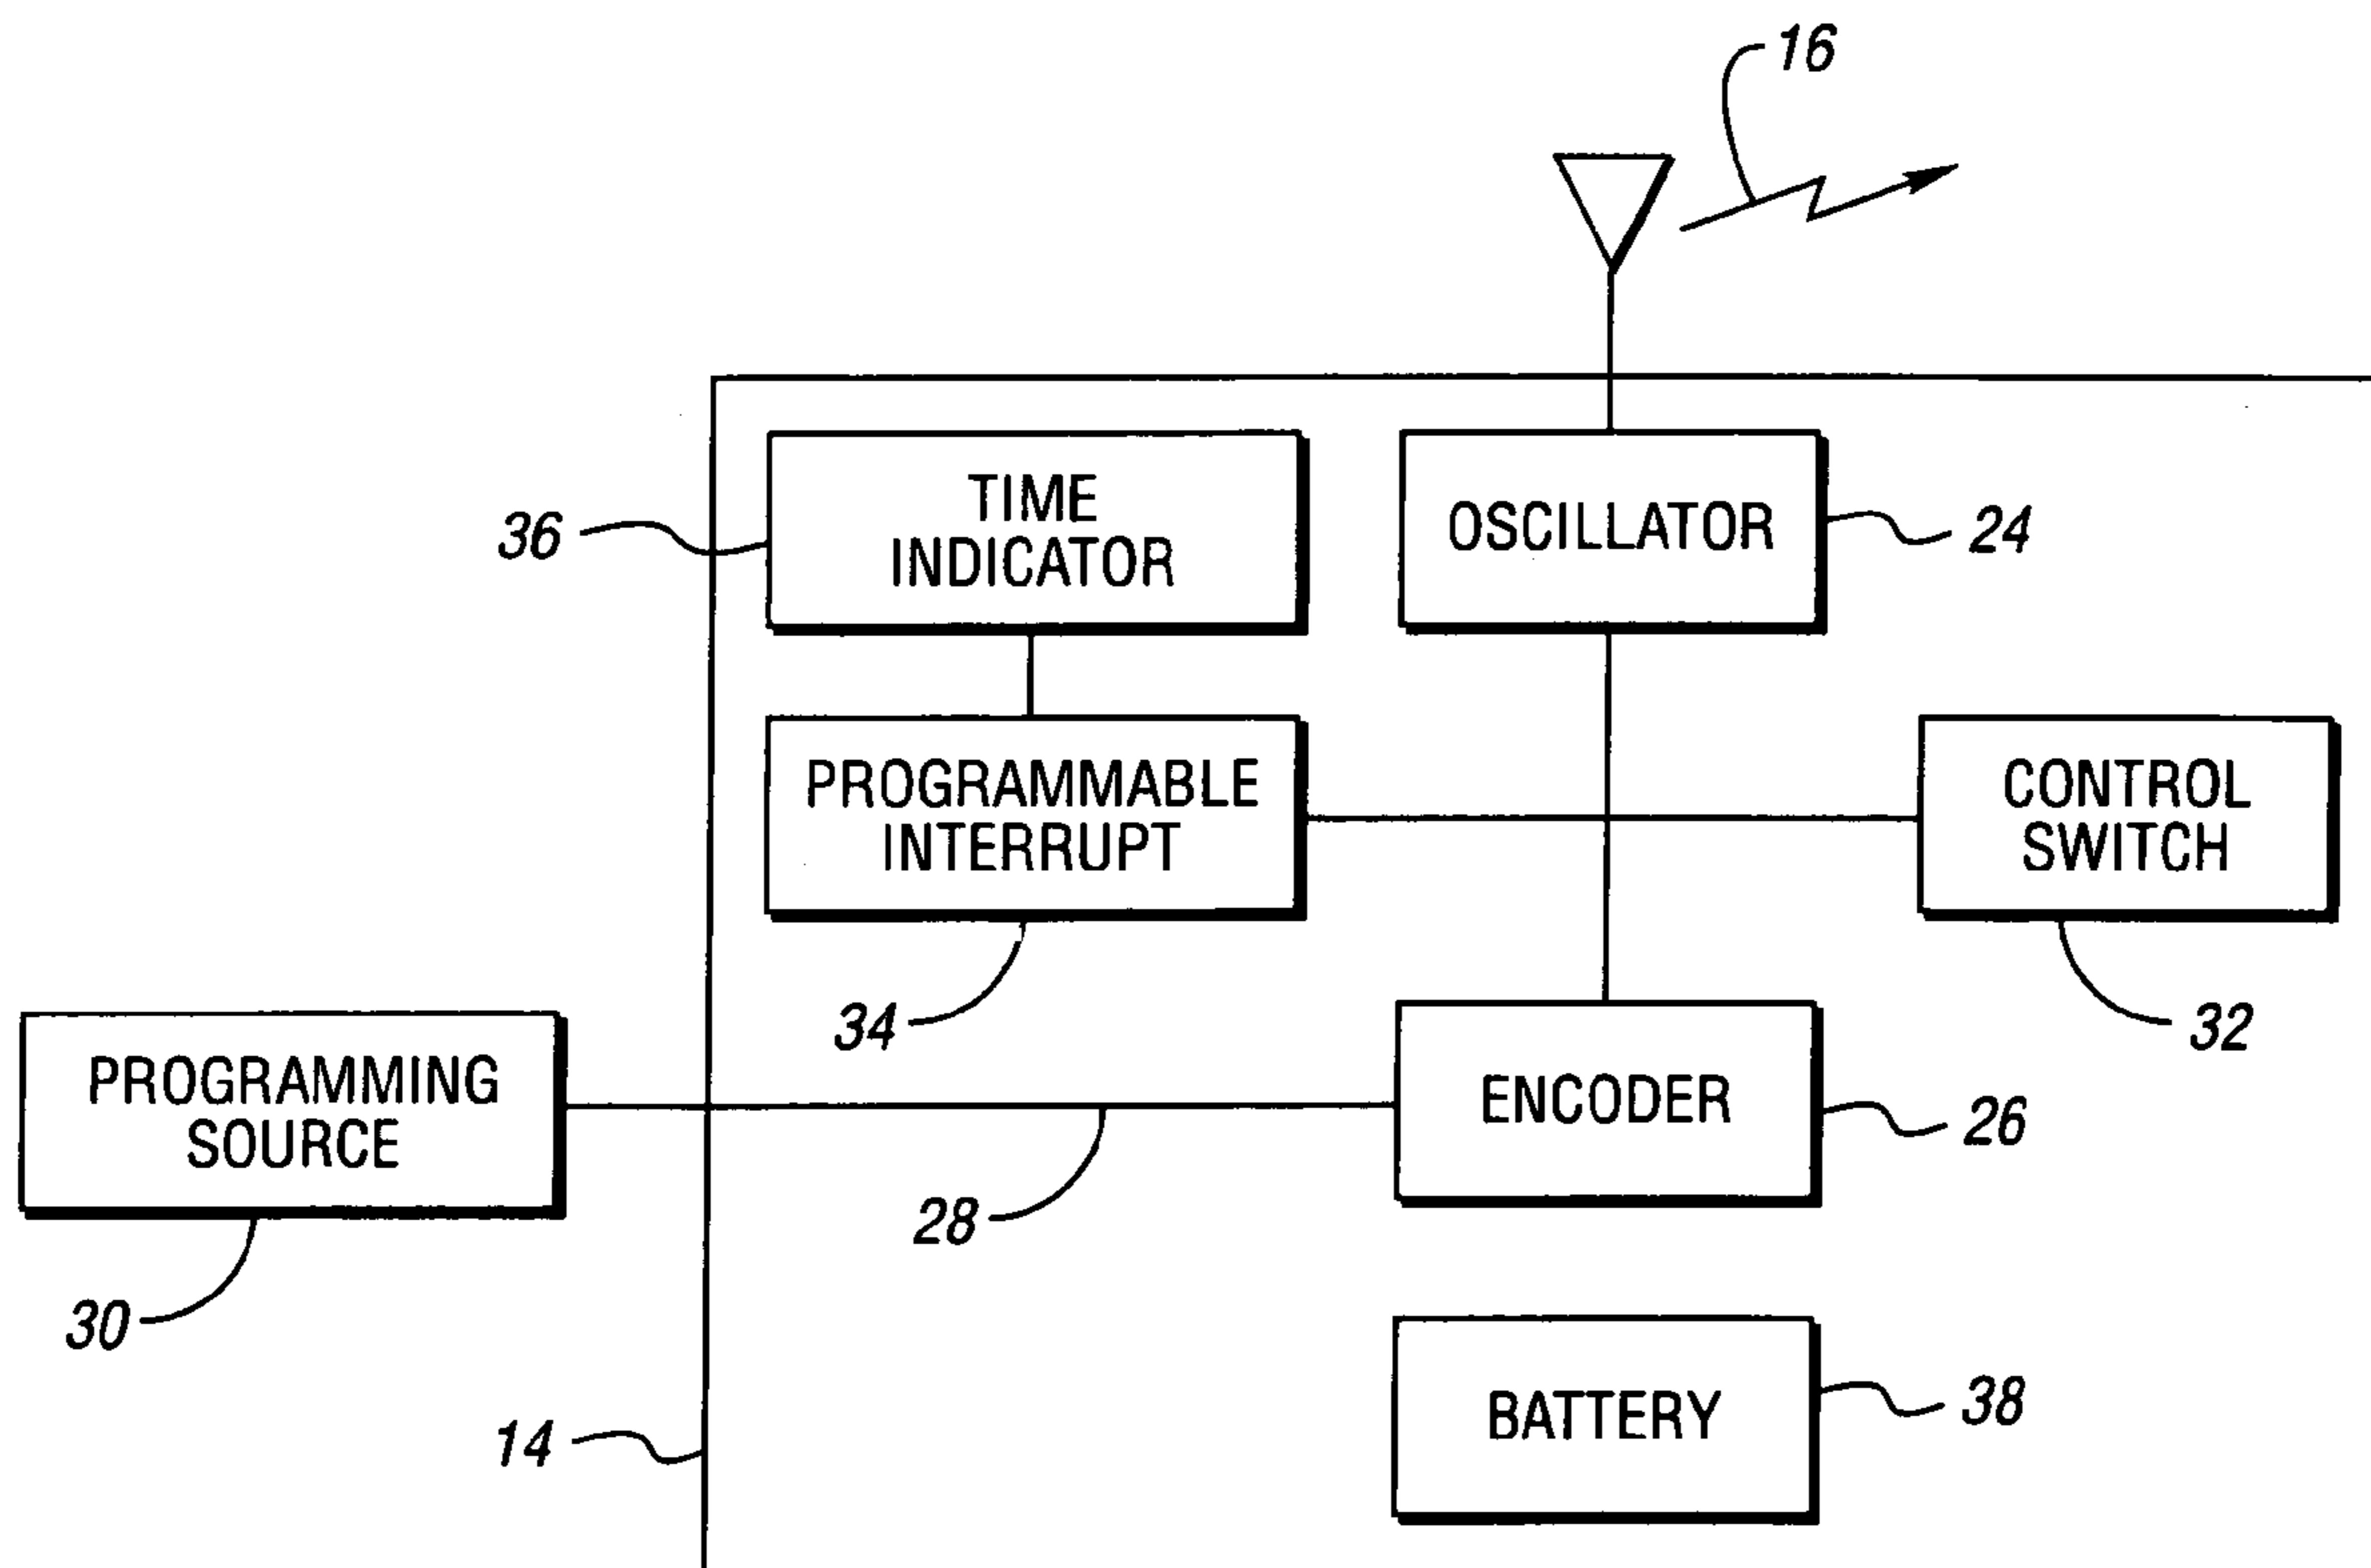 16
TIME
INDICATOR
36
OSCILLATOR
24
PROGRAMMABLE
INTERRUPT
34
CONTROL
SWITCH
32
PROGRAMMING
SOURCE
30
28
ENCODER
26
14
BATTERY
38